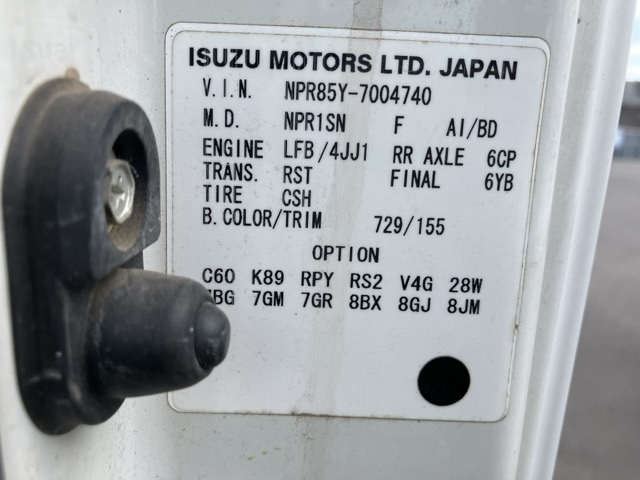 ISUZU MOTORS LTD. JAPAN
V.I.N. NPR85Y-7004740
M.D. NPR1SN F AI/BD
ENGINE LFB/4JJ1 RR AXLE 6CP
TRANS. RST FINAL 6YB
TIRE CSH
B.COLOR/TRIM 729/155
OPTION
C60 K89 RPY RS2 V4G 28W
7GM 7GR 8BX 8GJ 8JM